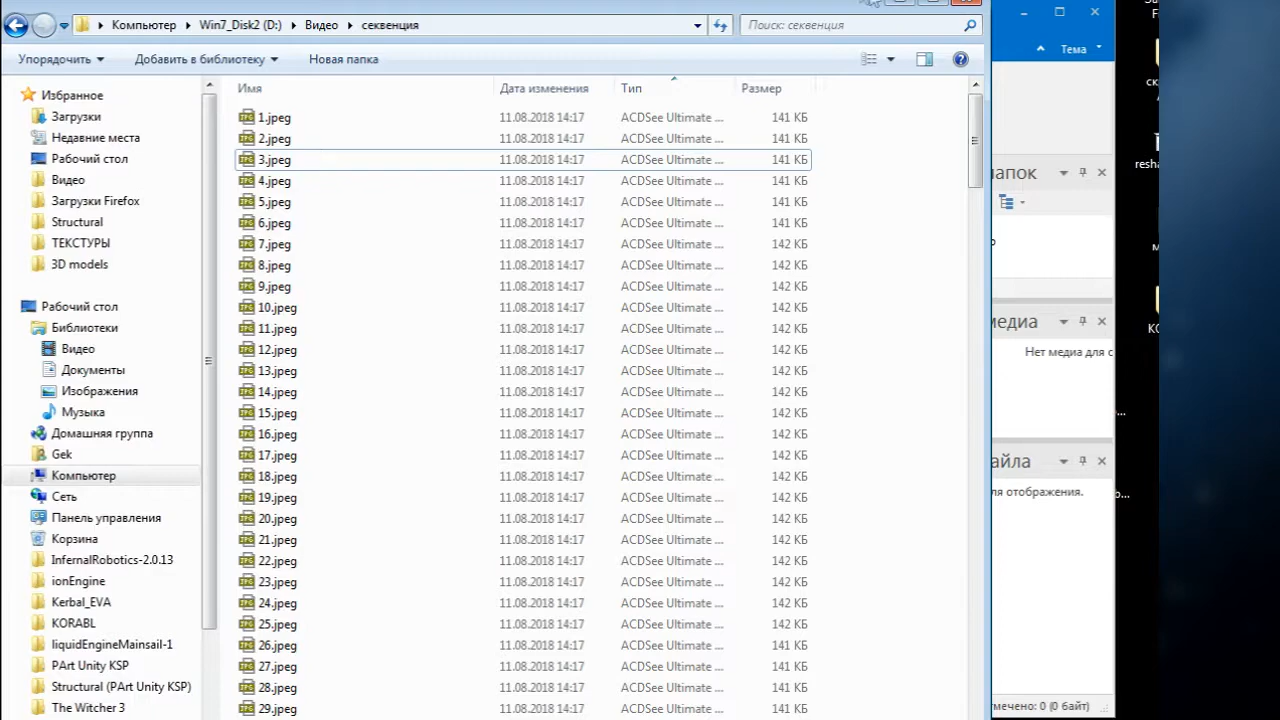 Компьютер Win7_Disk2 (D:) Видео секвенция
Поиск: секвенция
Упорядочить Добавить в библиотеку Новая папка
Тема
Избранное
Загрузки
Недавние места
Рабочий стол
Видео
Загрузки Firefox
Structural
ТЕКСТУРЫ
3D models
Рабочий стол
Библиотеки
Видео
Документы
Изображения
Музыка
Домашняя группа
Gek
Компьютер
Сеть
Панель управления
Корзина
InfernalRobotics-2.0.13
ionEngine
Kerbal_EVA
KORABL
liquidEngineMainsail-1
PArt Unity KSP
Structural (PArt Unity KSP)
The Witcher 3
Имя Дата изменения Тип Размер
1.jpeg 11.08.2018 14:17 ACDSee Ultimate ... 141 КБ
2.jpeg 11.08.2018 14:17 ACDSee Ultimate ... 141 КБ
3.jpeg 11.08.2018 14:17 ACDSee Ultimate ... 141 КБ
4.jpeg 11.08.2018 14:17 ACDSee Ultimate ... 141 КБ
5.jpeg 11.08.2018 14:17 ACDSee Ultimate ... 141 КБ
6.jpeg 11.08.2018 14:17 ACDSee Ultimate ... 141 КБ
7.jpeg 11.08.2018 14:17 ACDSee Ultimate ... 142 КБ
8.jpeg 11.08.2018 14:17 ACDSee Ultimate ... 142 КБ
9.jpeg 11.08.2018 14:17 ACDSee Ultimate ... 142 КБ
10.jpeg 11.08.2018 14:17 ACDSee Ultimate ... 142 КБ
11.jpeg 11.08.2018 14:17 ACDSee Ultimate ... 142 КБ
12.jpeg 11.08.2018 14:17 ACDSee Ultimate ... 142 КБ
13.jpeg 11.08.2018 14:17 ACDSee Ultimate ... 142 КБ
14.jpeg 11.08.2018 14:17 ACDSee Ultimate ... 142 КБ
15.jpeg 11.08.2018 14:17 ACDSee Ultimate ... 142 КБ
16.jpeg 11.08.2018 14:17 ACDSee Ultimate ... 142 КБ
17.jpeg 11.08.2018 14:17 ACDSee Ultimate ... 142 КБ
18.jpeg 11.08.2018 14:17 ACDSee Ultimate ... 142 КБ
19.jpeg 11.08.2018 14:17 ACDSee Ultimate ... 142 КБ
20.jpeg 11.08.2018 14:17 ACDSee Ultimate ... 142 КБ
21.jpeg 11.08.2018 14:17 ACDSee Ultimate ... 142 КБ
22.jpeg 11.08.2018 14:17 ACDSee Ultimate ... 142 КБ
23.jpeg 11.08.2018 14:17 ACDSee Ultimate ... 142 КБ
24.jpeg 11.08.2018 14:17 ACDSee Ultimate ... 142 КБ
25.jpeg 11.08.2018 14:17 ACDSee Ultimate ... 142 КБ
26.jpeg 11.08.2018 14:17 ACDSee Ultimate ... 142 КБ
27.jpeg 11.08.2018 14:17 ACDSee Ultimate ... 142 КБ
28.jpeg 11.08.2018 14:17 ACDSee Ultimate ... 142 КБ
29.jpeg 11.08.2018 14:17 ACDSee Ultimate ... 142 КБ
апок
медиа
Нет медиа для с
айла
ля отображения.
тмечено: 0 (0 байт)
resha